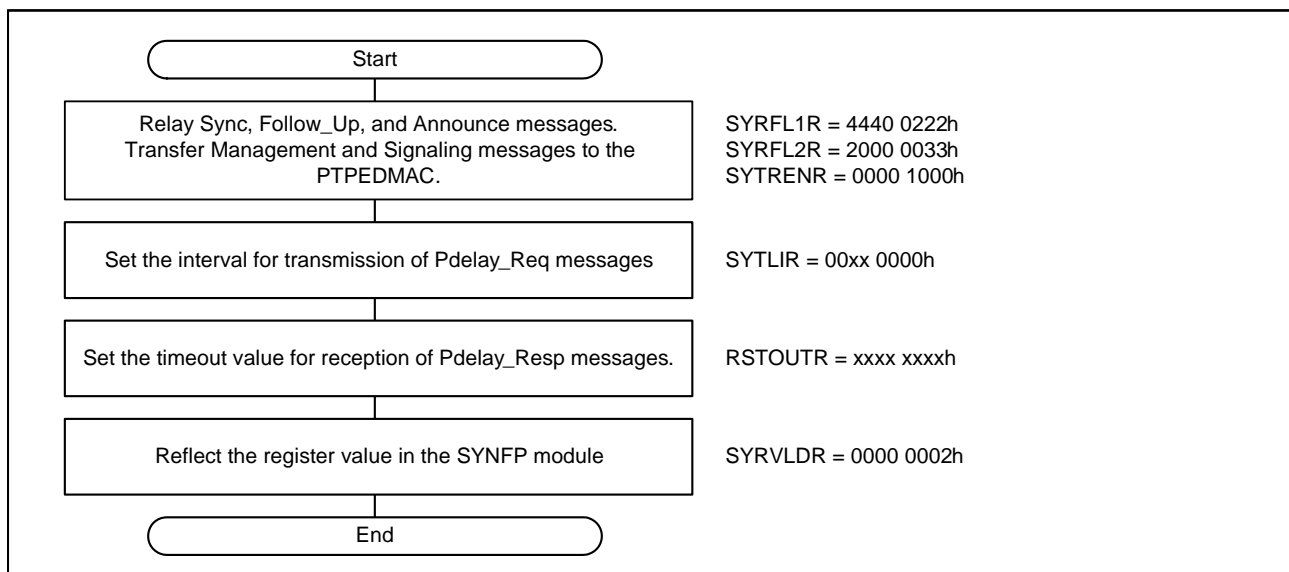 Start
Relay Sync, Follow_Up, and Announce messages.
Transfer Management and Signaling messages to the
PTPEDMAC.
SYRFL1R = 4440 0222h
SYRFL2R = 2000 0033h
SYTRENR = 0000 1000h
Set the interval for transmission of Pdelay_Req messages
SYTLIR = 00xx 0000h
Set the timeout value for reception of Pdelay_Resp messages.
RSTOUTR = xxxx xxxxh
Reflect the register value in the SYNFP module
SYRVLDR = 0000 0002h
End